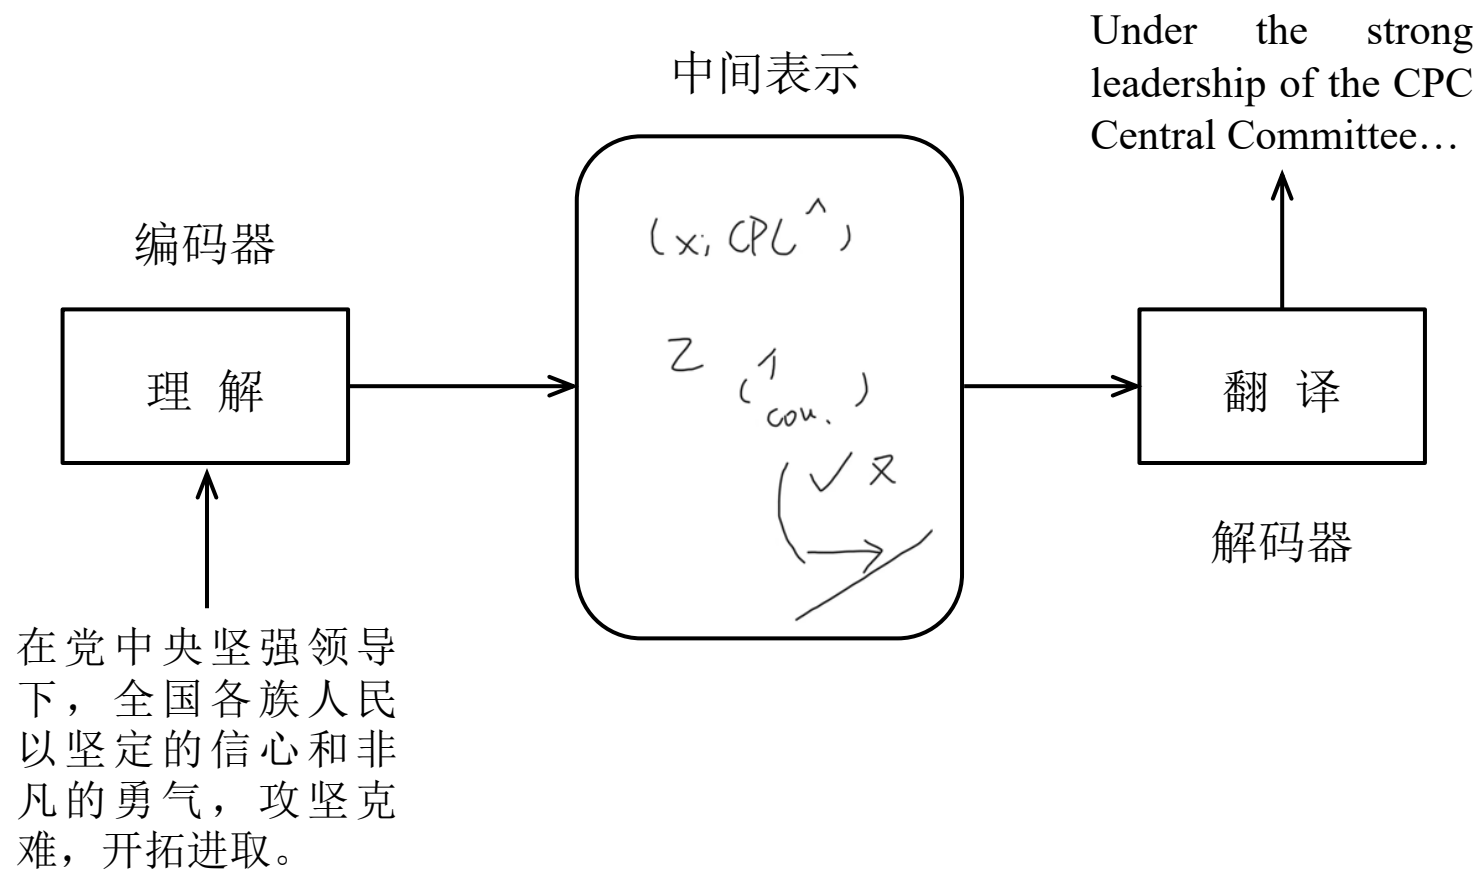 中间表示
Under the strong
leadership of the CPC
Central Committee…
编码器
理 解
翻 译
解码器
在党中央坚强领导
下，全国各族人民
以坚定的信心和非
凡的勇气，攻坚克
难，开拓进取。
Z
con.